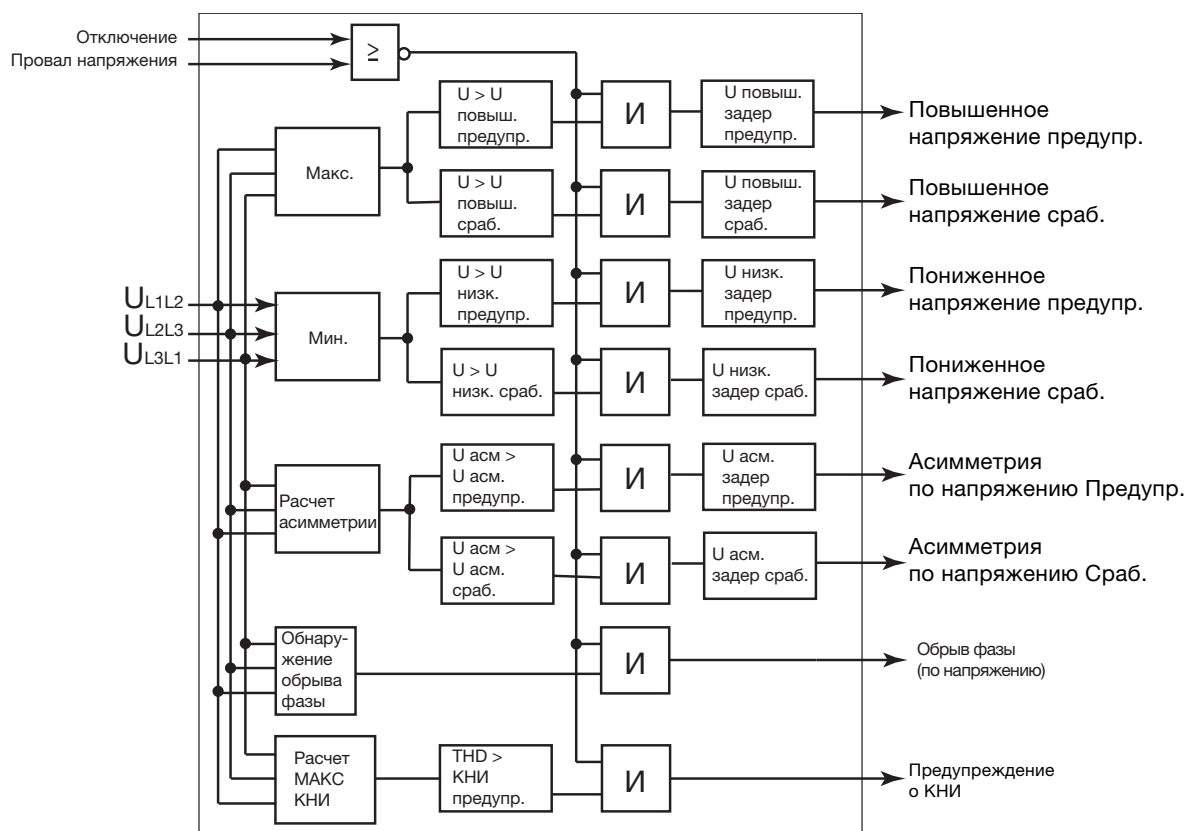 Отключение
Провал напряжения
≥
U > U
повыш.
предупр.
И
U повыш.
задер
предупр.
Повышенное
напряжение предупр.
Макс.
U > U
повыш.
сраб.
И
U повыш.
задер
сраб.
Повышенное
напряжение сраб.
UL1L2
UL2L3
UL3L1
Мин.
U > U
низк.
предупр.
И
U низк.
задер
предупр.
Пониженное
напряжение предупр.
U > U
низк. сраб.
И
U низк.
задер сраб.
Пониженное
напряжение сраб.
Расчет
асимметрии
U асм >
U асм.
предупр.
И
U асм.
задер
предупр.
Асимметрия
по напряжению Предупр.
U асм >
U асм.
сраб.
И
U асм.
задер сраб.
Асимметрия
по напряжению Сраб.
Обнару-
жение
обрыва
фазы
И
Обрыв фазы
(по напряжению)
Расчет
МАКС
КНИ
THD >
КНИ
предупр.
И
Предупреждение
о КНИ